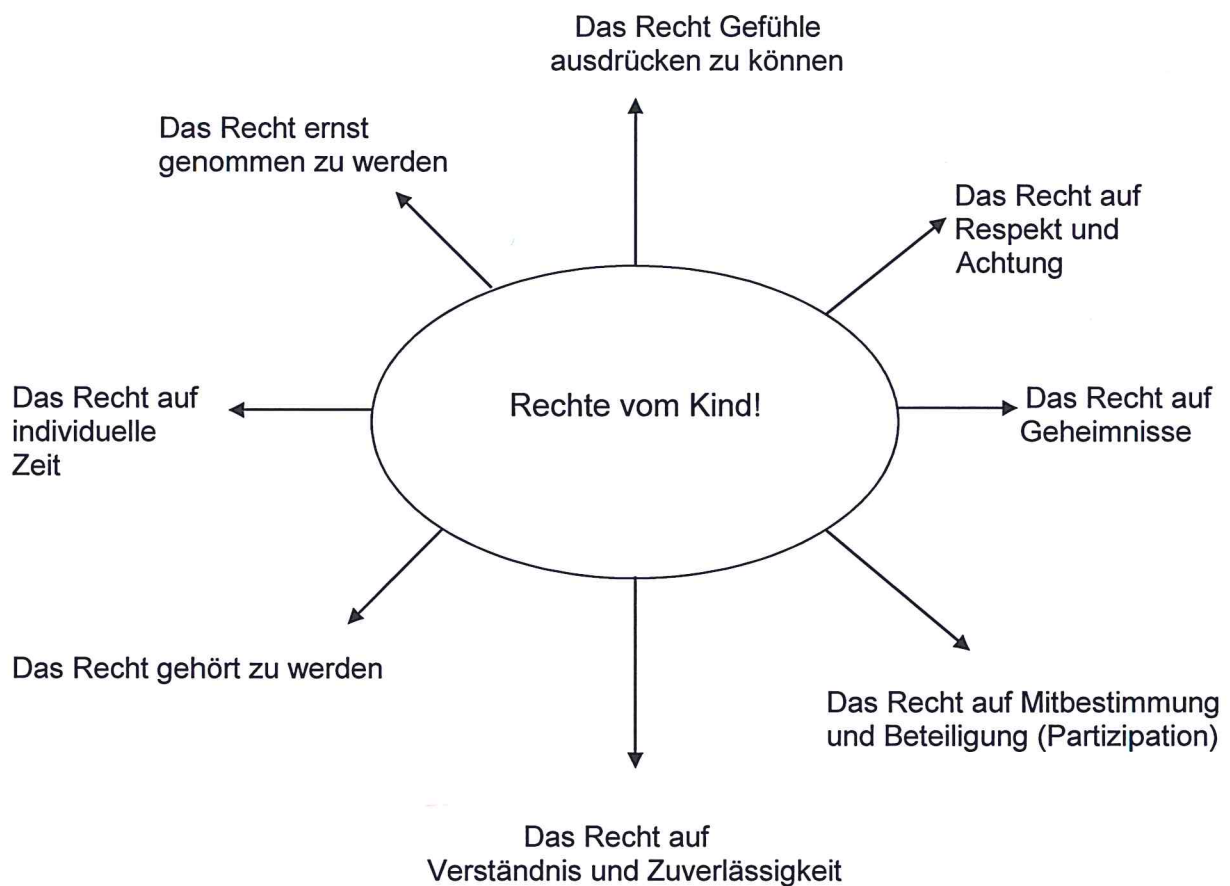 Das Recht Gefühle
ausdrücken zu können
Das Recht ernst
genommen zu werden
Das Recht auf
Respekt und
Achtung
Das Recht auf
individuelle
Zeit
Rechte vom Kind!
Das Recht auf
Geheimnisse
Das Recht gehört zu werden
Das Recht auf Mitbestimmung
und Beteiligung (Partizipation)
Das Recht auf
Verständnis und Zuverlässigkeit